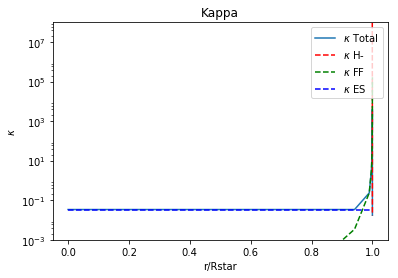 Kappa
κ Total
κ H-
κ FF
κ ES
10⁷
10⁵
10³
10¹
10⁻¹
10⁻³
κ
0.0 0.2 0.4 0.6 0.8 1.0
r/Rstar